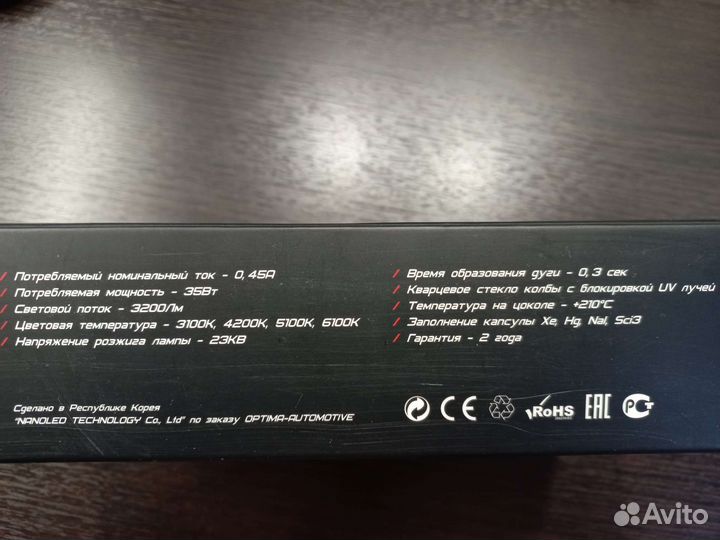 Потребляемый номинальный ток - 0,45А
Потребляемая мощность - 35Вт
Световой поток - 3200Лм
Цветовая температура - 3100К, 4200К, 5100К, 6100К
Напряжение розжига лампы - 23КВ
Время образования дуги - 0,3 сек
Кварцевое стекло колбы с блокировкой UV лучей
Температура на цоколе - +210°С
Заполнение капсулы Xe, Hg, NaI, Sci3
Гарантия - 2 года
Сделано в Республике Корея
"NANOLED TECHNOLOGY Co., Ltd" по заказу OPTIMA-AUTOMOTIVE
CE
RoHS
EAC
РСТ
Avito